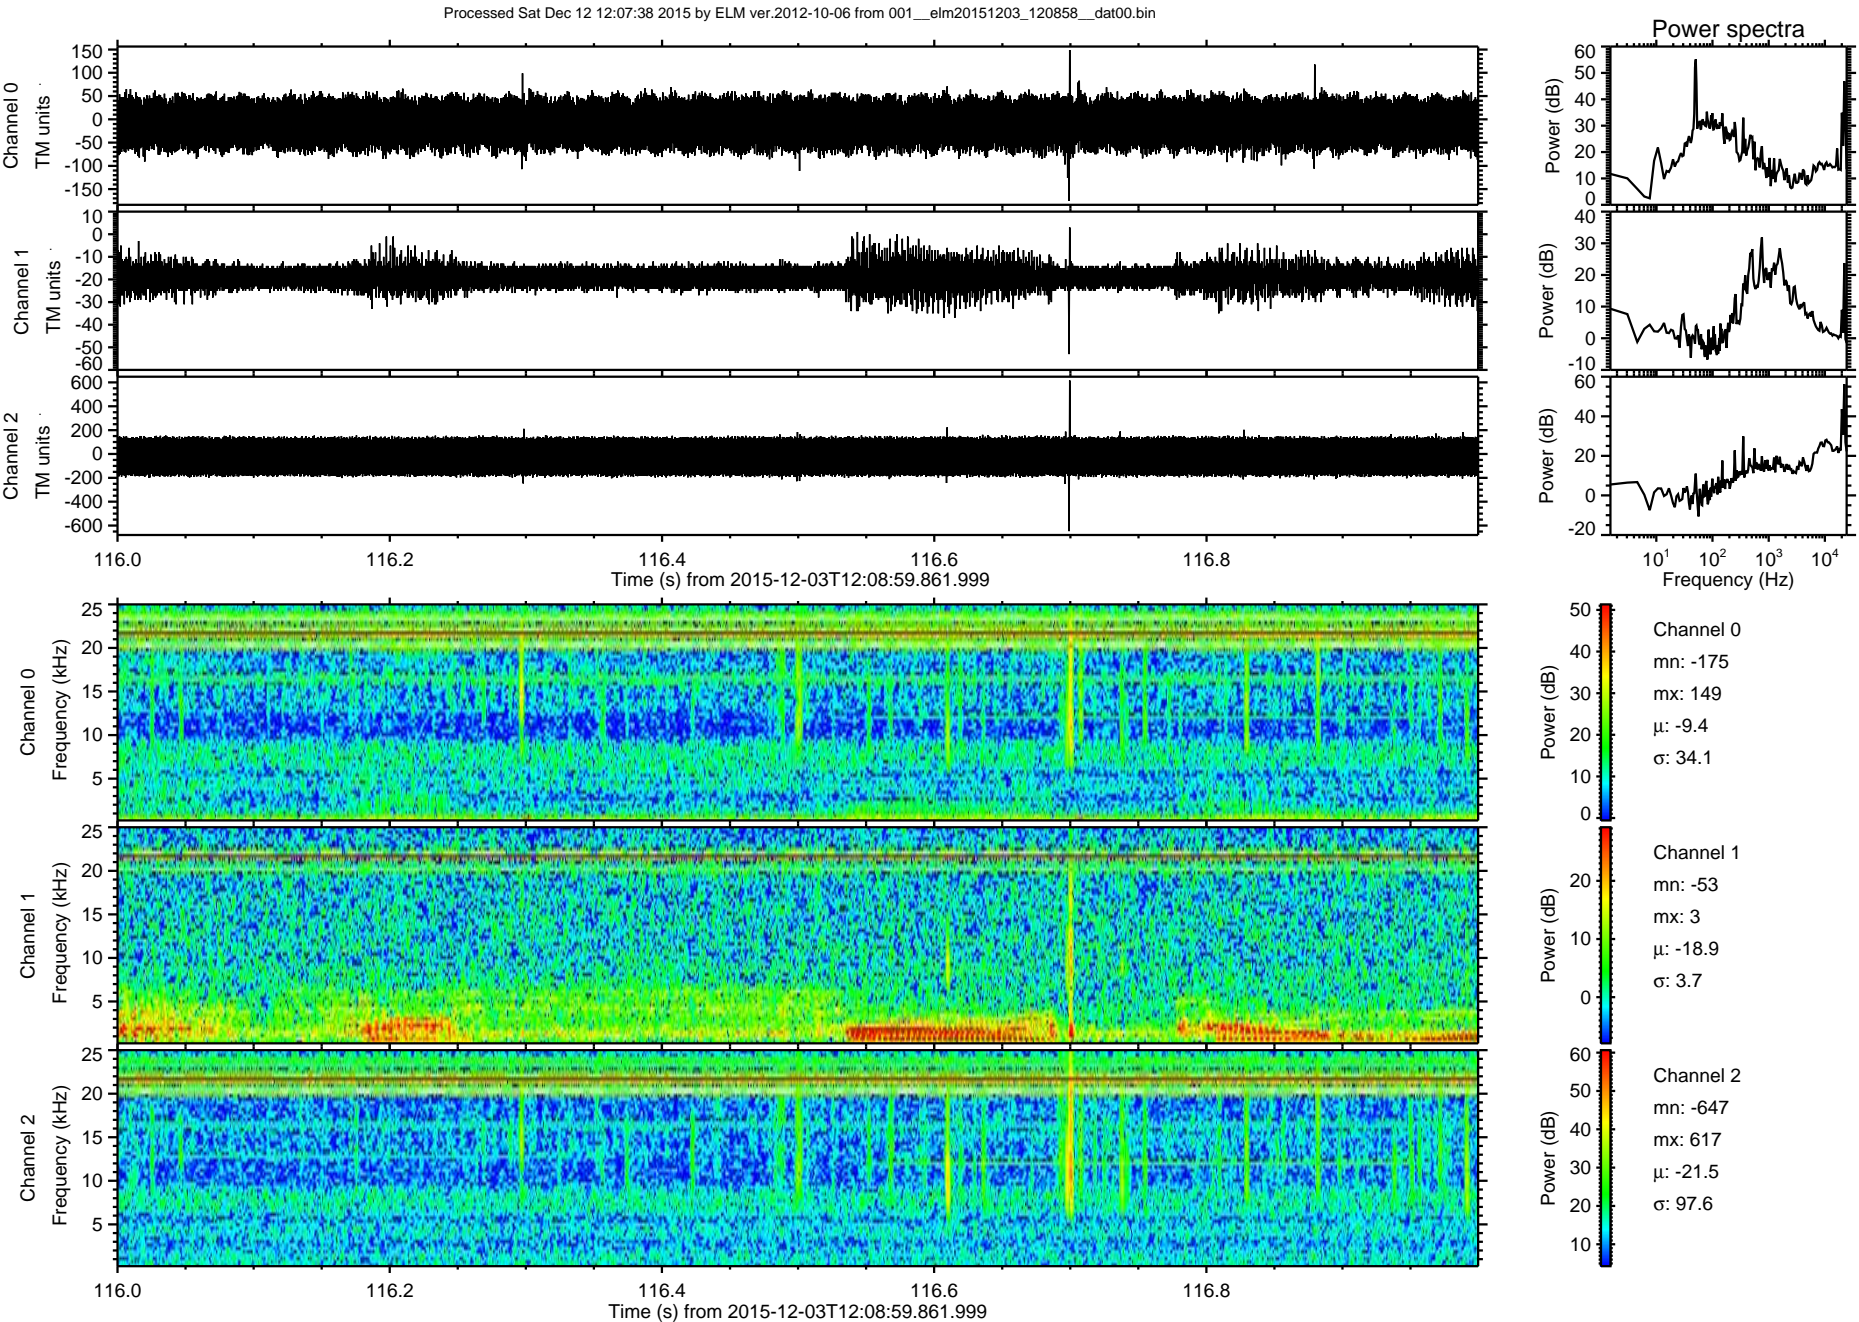 Processed Sat Dec 12 12:07:38 2015 by ELM ver.2012-10-06 from 001__elm20151203_120858__dat00.bin
Power spectra
Channel 0
TM units
150
100
50
0
-50
-100
-150
Power (dB)
60
50
40
30
20
10
0
Channel 1
TM units
10
0
-10
-20
-30
-40
-50
-60
Power (dB)
40
30
20
10
0
-10
Channel 2
TM units
600
400
200
0
-200
-400
-600
Power (dB)
60
40
20
0
-20
116.0 116.2 116.4 116.6 116.8
Time (s) from 2015-12-03T12:08:59.861.999
10^1 10^2 10^3 10^4
Frequency (Hz)
Channel 0
Frequency (kHz)
25
20
15
10
5
Power (dB)
50
40
30
20
10
0
Channel 0
mn: -175
mx: 149
μ: -9.4
σ: 34.1
Channel 1
Frequency (kHz)
25
20
15
10
5
Power (dB)
20
10
0
Channel 1
mn: -53
mx: 3
μ: -18.9
σ: 3.7
Channel 2
Frequency (kHz)
25
20
15
10
5
Power (dB)
60
50
40
30
20
10
Channel 2
mn: -647
mx: 617
μ: -21.5
σ: 97.6
116.0 116.2 116.4 116.6 116.8
Time (s) from 2015-12-03T12:08:59.861.999